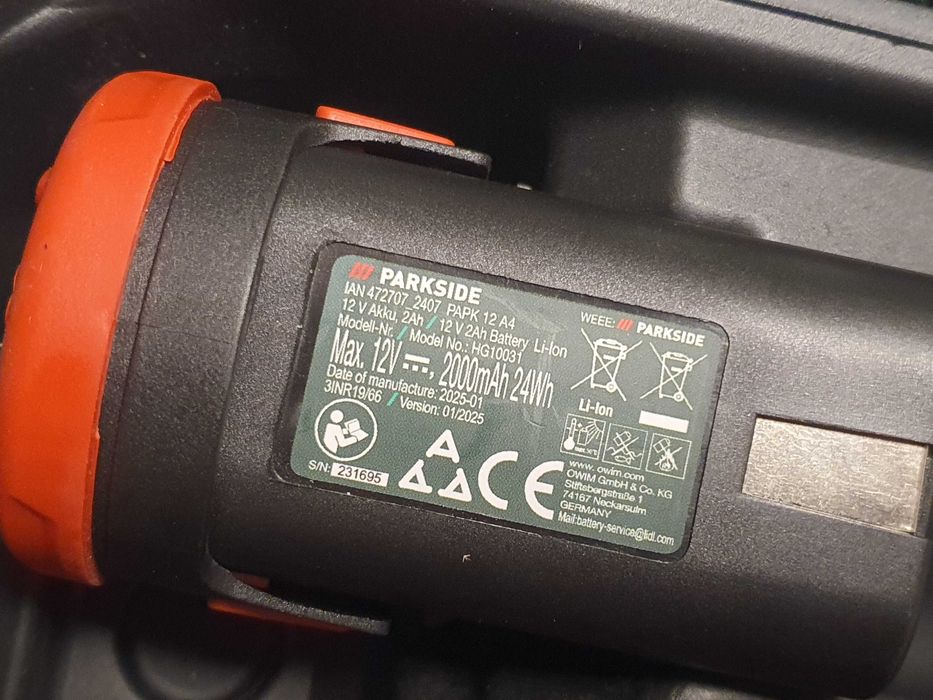 PARKSIDE
IAN 472707_2407 PAPK 12 A4
12 V Akku, 2Ah / 12 V 2Ah Battery Li-Ion
Modell-Nr. / Model No.: HG10031
Max. 12V ⎓, 2000mAh 24Wh
Date of manufacture: 2025-01
3INR19/66 / Version: 01/2025
S/N: 231695
WEEE: PARKSIDE
Li-Ion
www.owim.com
OWIM GmbH & Co. KG
Stiftsbergstraße 1
74167 Neckarsulm
GERMANY
Mail:battery-service@lidl.com
CE